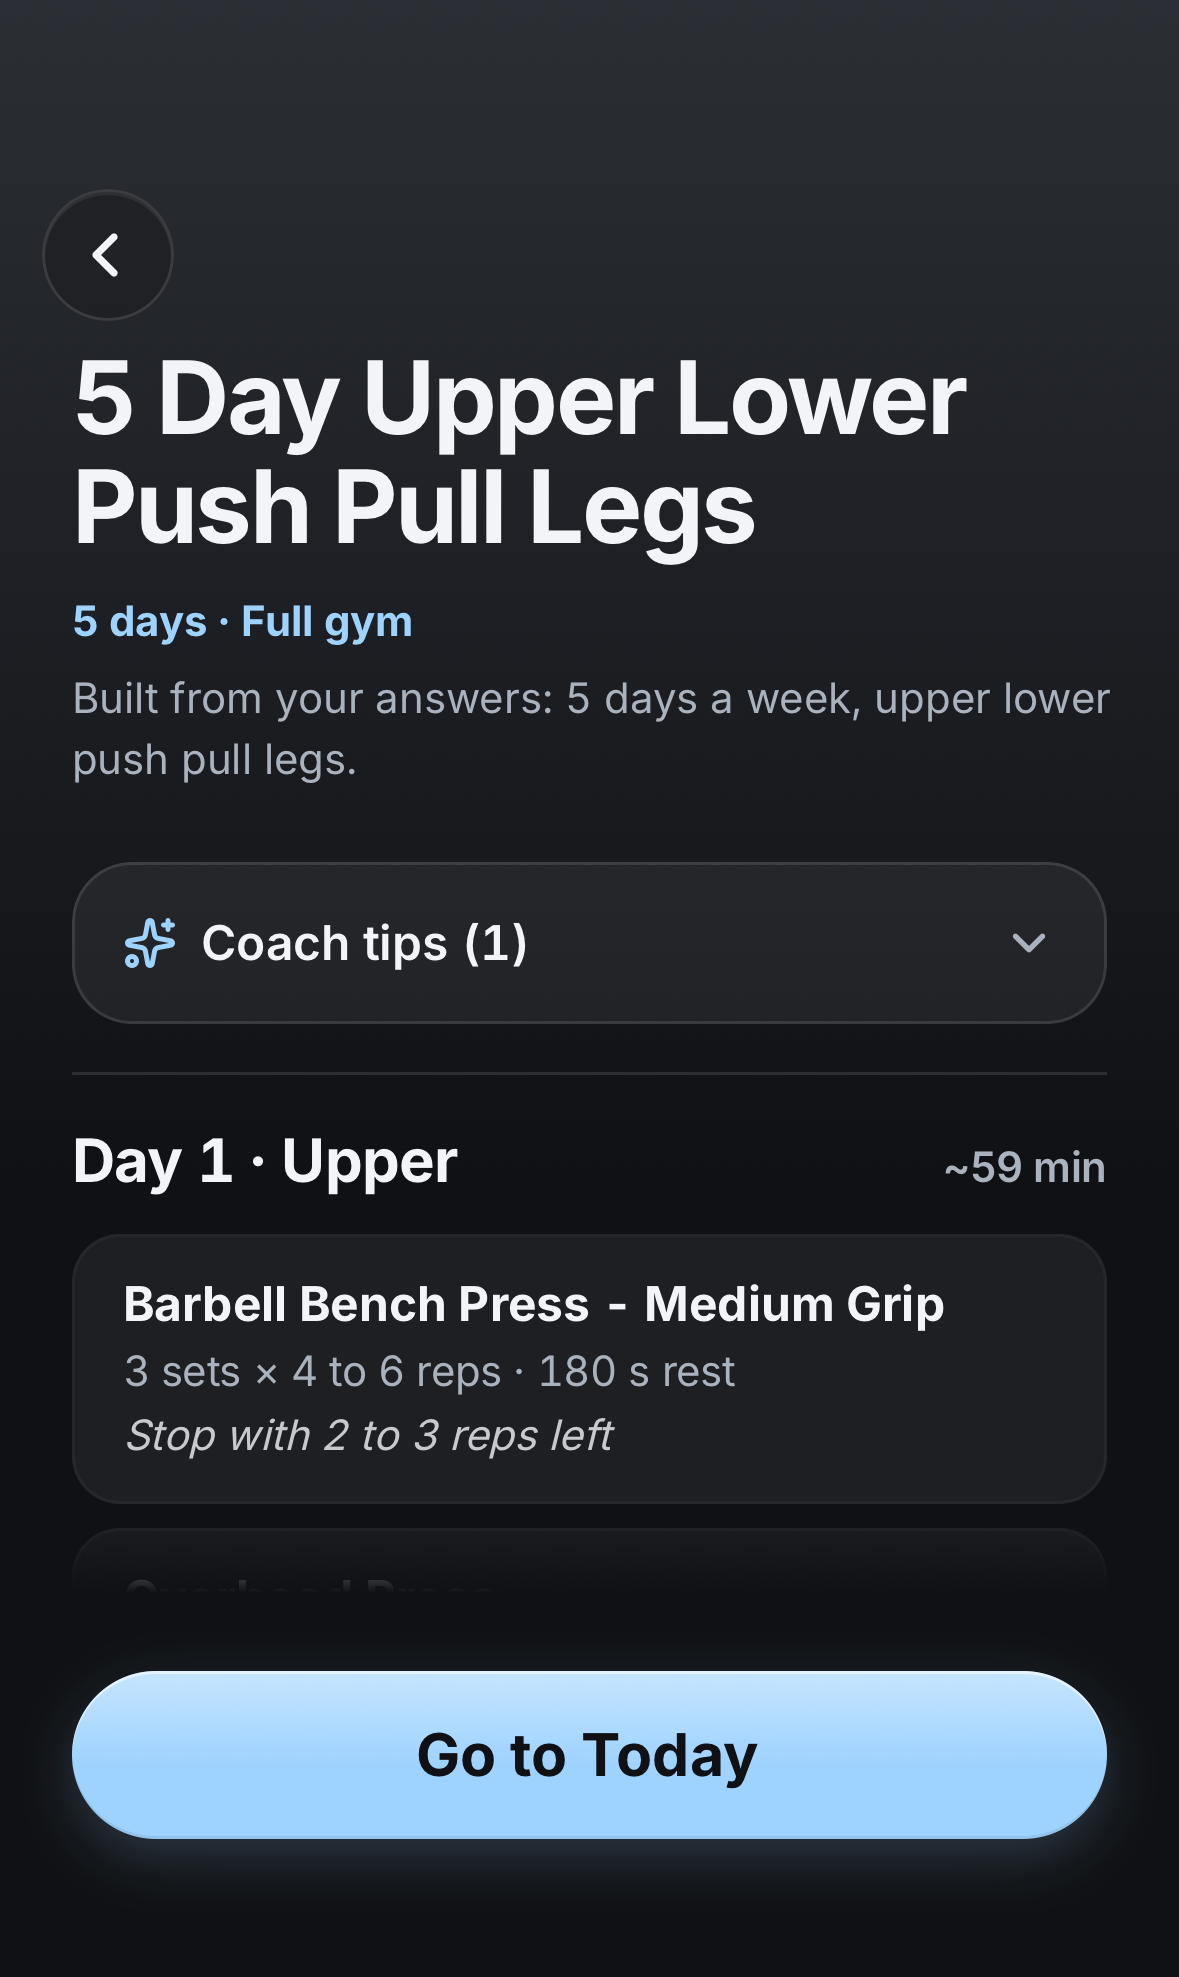 5 Day Upper Lower
Push Pull Legs
5 days · Full gym
Built from your answers: 5 days a week, upper lower
push pull legs.
Coach tips (1)
Day 1 · Upper
~59 min
Barbell Bench Press - Medium Grip
3 sets × 4 to 6 reps · 180 s rest
Stop with 2 to 3 reps left
Overhead Press
Go to Today